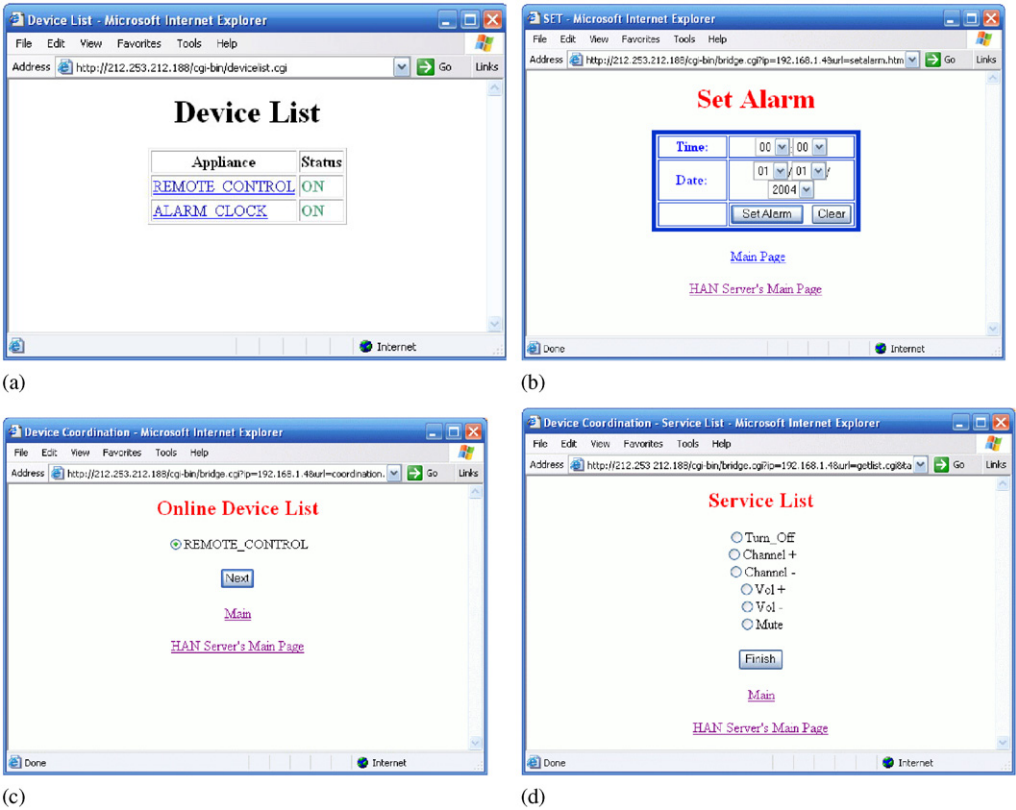 Device List - Microsoft Internet Explorer
File Edit View Favorites Tools Help
Address http://212.253.212.188/cgi-bin/devicelist.cgi Go Links
Device List
Appliance Status
REMOTE_CONTROL ON
ALARM_CLOCK ON
Internet
(a)
SET - Microsoft Internet Explorer
File Edit View Favorites Tools Help
Address http://212.253.212.188/cgi-bin/bridge.cgi?ip=192.168.1.4&url=setalarm.htm Go Links
Set Alarm
Time: 00 : 00
Date: 01 / 01 /
2004
Set Alarm Clear
Main Page
HAN Server's Main Page
Done Internet
(b)
Device Coordination - Microsoft Internet Explorer
File Edit View Favorites Tools Help
Address http://212.253.212.188/cgi-bin/bridge.cgi?ip=192.168.1.4&url=coordination. Go Links
Online Device List
REMOTE_CONTROL
Next
Main
HAN Server's Main Page
Done Internet
(c)
Device Coordination - Service List - Microsoft Internet Explorer
File Edit View Favorites Tools Help
Address http://212.253.212.188/cgi-bin/bridge.cgi?ip=192.168.1.4&url=getlist.cgi&ta Go Links
Service List
Turn_Off
Channel +
Channel -
Vol +
Vol -
Mute
Finish
Main
HAN Server's Main Page
Done Internet
(d)